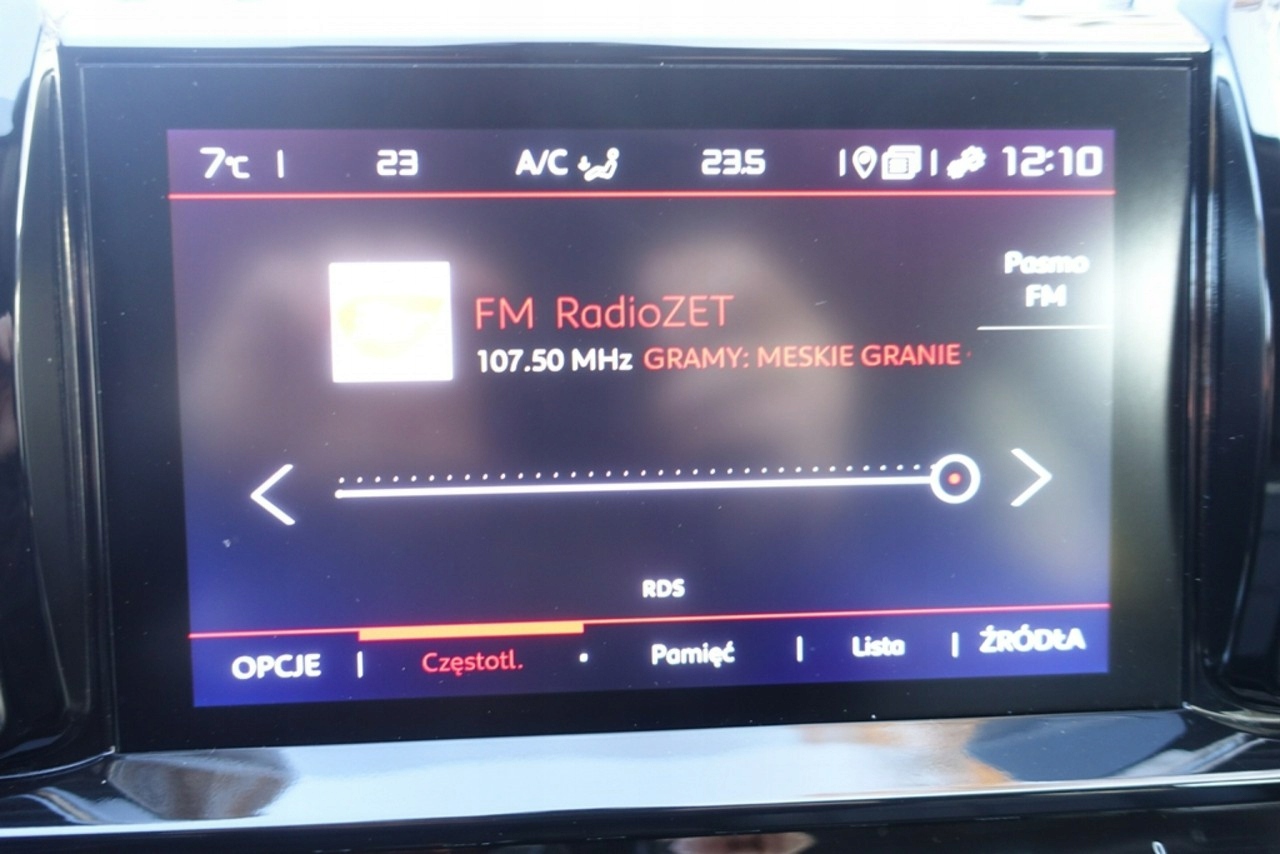 7°C 23 A/C 23.5 12:10
Pasmo
FM
FM RadioZET
107.50 MHz GRAMY: MESKIE GRANIE
RDS
OPCJE Częstotl. Pamięć Lista ŹRÓDŁA